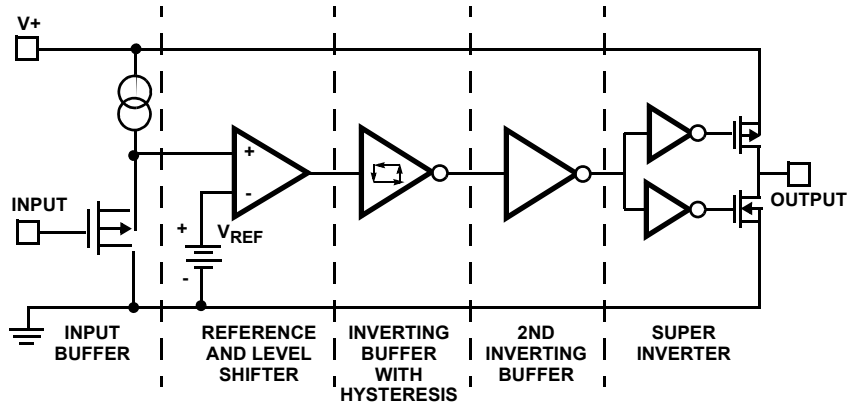 V+
+
-
INPUT
+
VREF
-
OUTPUT
INPUT
BUFFER
REFERENCE
AND LEVEL
SHIFTER
INVERTING
BUFFER
WITH
HYSTERESIS
2ND
INVERTING
BUFFER
SUPER
INVERTER